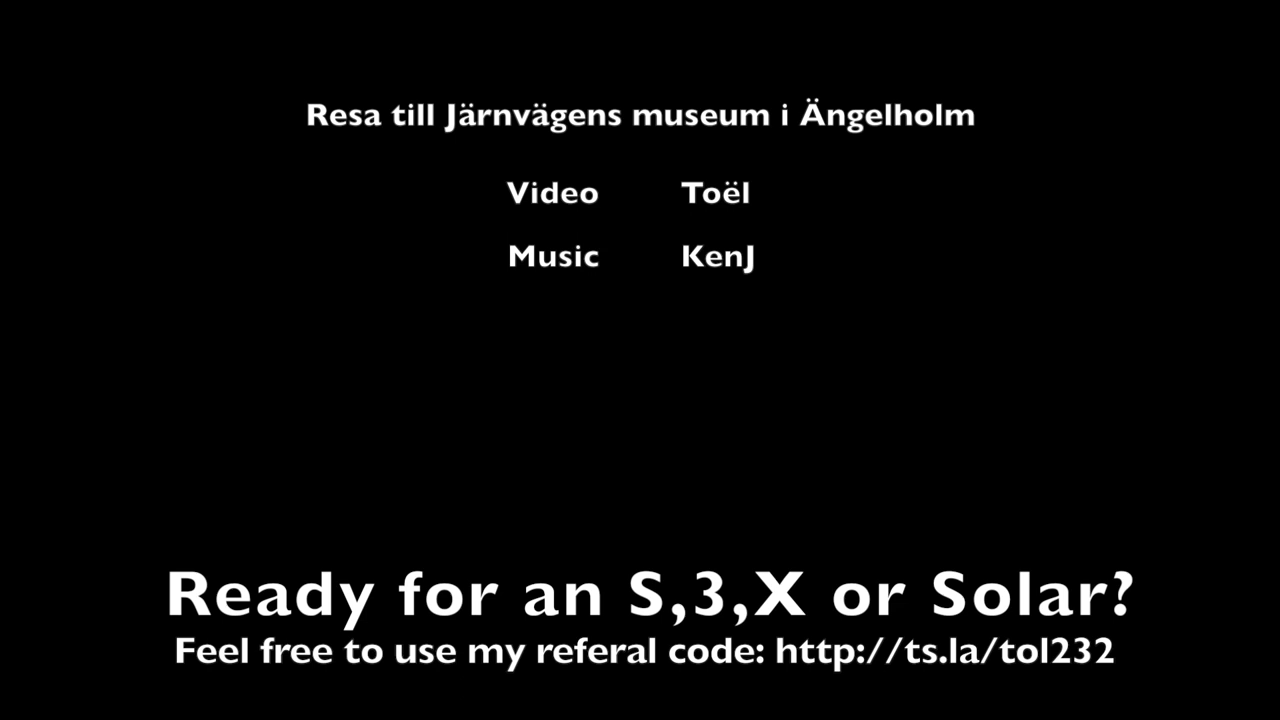 Resa till Järnvägens museum i Ängelholm
Video Toël
Music KenJ
Ready for an S,3,X or Solar?
Feel free to use my referal code: http://ts.la/tol232